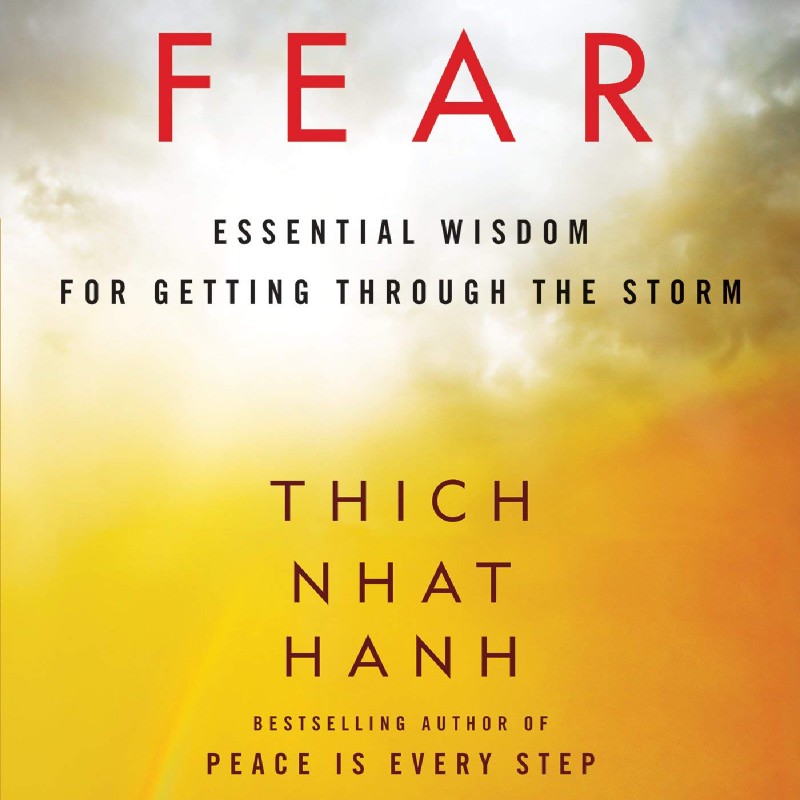 FEAR
ESSENTIAL WISDOM
FOR GETTING THROUGH THE STORM
THICH
NHAT
HANH
BESTSELLING AUTHOR OF
PEACE IS EVERY STEP